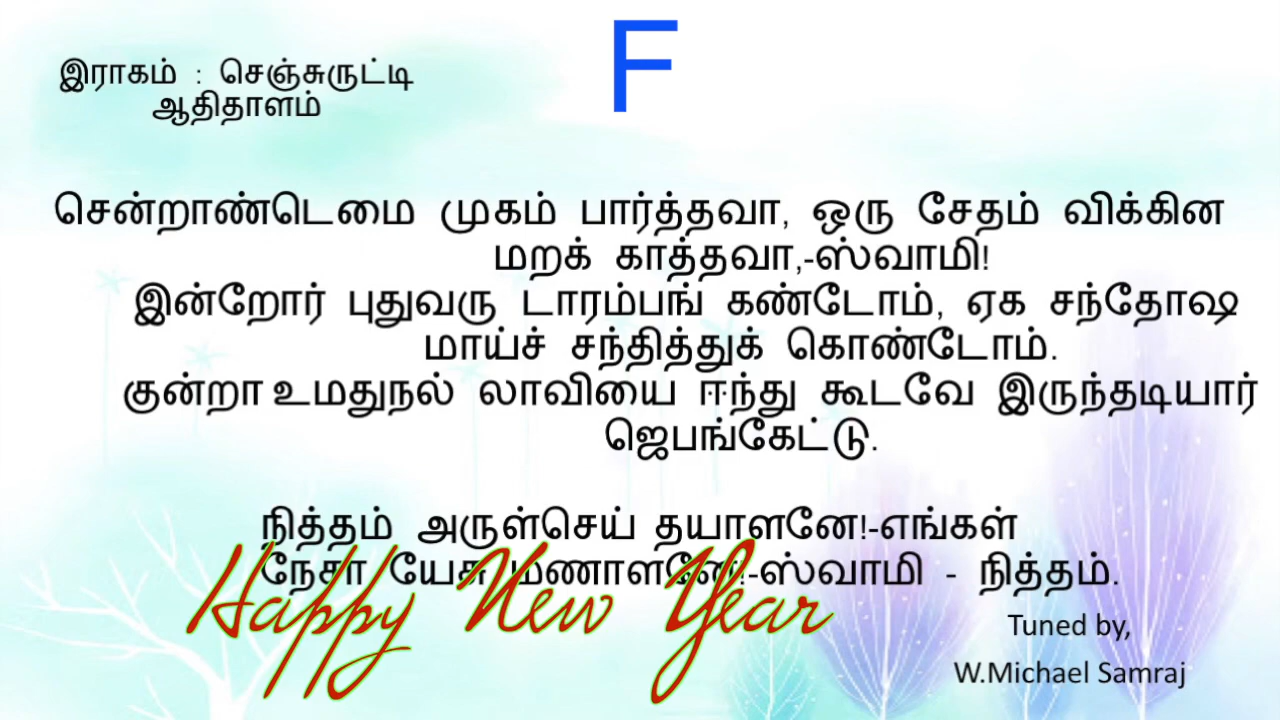 F
இராகம் : செஞ்சுருட்டி
ஆதிதாளம்
சென்றாண்டெமை முகம் பார்த்தவா, ஒரு சேதம் விக்கின
மறக் காத்தவா,-ஸ்வாமி!
இன்றோர் புதுவரு டாரம்பங் கண்டோம், ஏக சந்தோஷ
மாய்ச் சந்தித்துக் கொண்டோம்.
குன்றா உமதுநல் லாவியை ஈந்து கூடவே இருந்தடியார்
ஜெபங்கேட்டு.
நித்தம் அருள்செய் தயாளனே!-எங்கள்
நேசா யேசு மணாளனே!-ஸ்வாமி - நித்தம்.
Happy New Year
Tuned by,
W.Michael Samraj